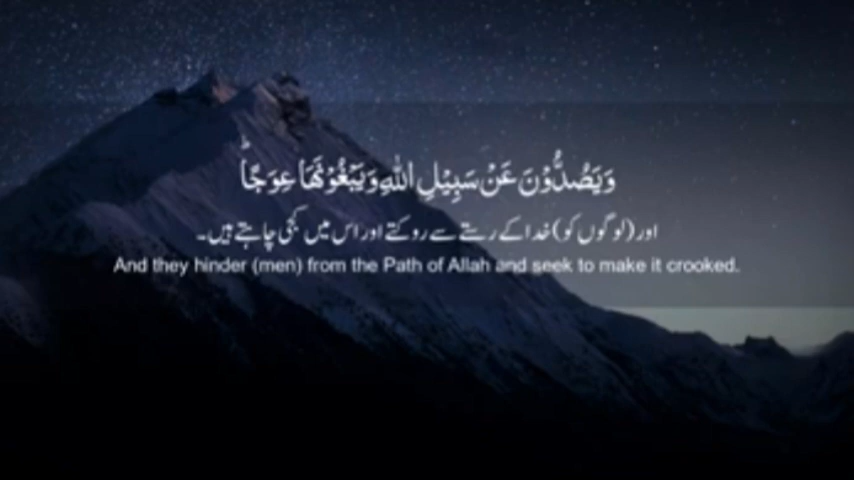 وَيَصُدُّوۡنَ عَنۡ سَبِيۡلِ اللّٰهِ وَيَبۡغُوۡنَهَا عِوَجًا ؕ
اور (لوگوں کو) خدا کے رستے سے روکتے اور اس میں کجی چاہتے ہیں۔
And they hinder (men) from the Path of Allah and seek to make it crooked.